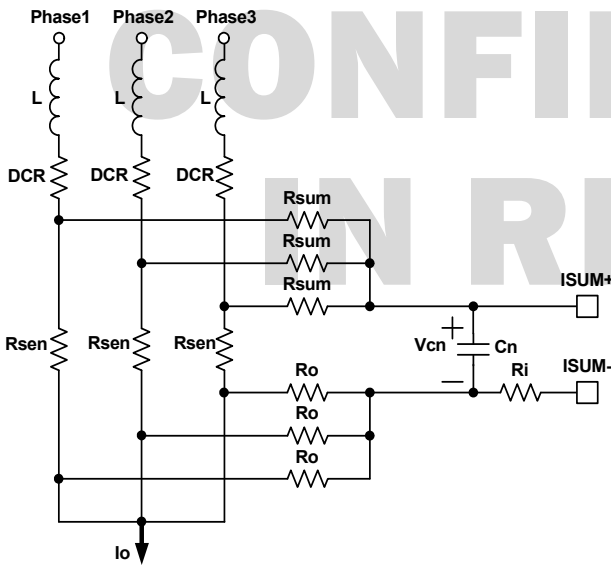 Phase1 Phase2 Phase3
CONFI
L L L
DCR DCR DCR
IN R
Rsum
Rsum
Rsum
ISUM+
Rsen Rsen Rsen
+
Vcn Cn
−
Ri
ISUM-
Ro
Ro
Ro
Io